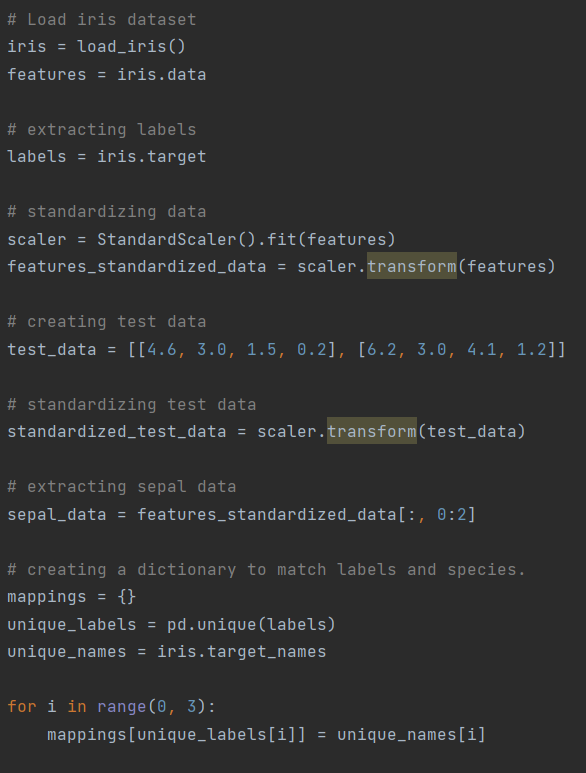 # Load iris dataset
iris = load_iris()
features = iris.data
# extracting labels
labels = iris.target
# standardizing data
scaler = StandardScaler().fit(features)
features_standardized_data = scaler.transform(features)
# creating test data
test_data = [[4.6, 3.0, 1.5, 0.2], [6.2, 3.0, 4.1, 1.2]]
# standardizing test data
standardized_test_data = scaler.transform(test_data)
# extracting sepal data
sepal_data = features_standardized_data[:, 0:2]
# creating a dictionary to match labels and species.
mappings = {}
unique_labels = pd.unique(labels)
unique_names = iris.target_names
for i in range(0, 3):
    mappings[unique_labels[i]] = unique_names[i]